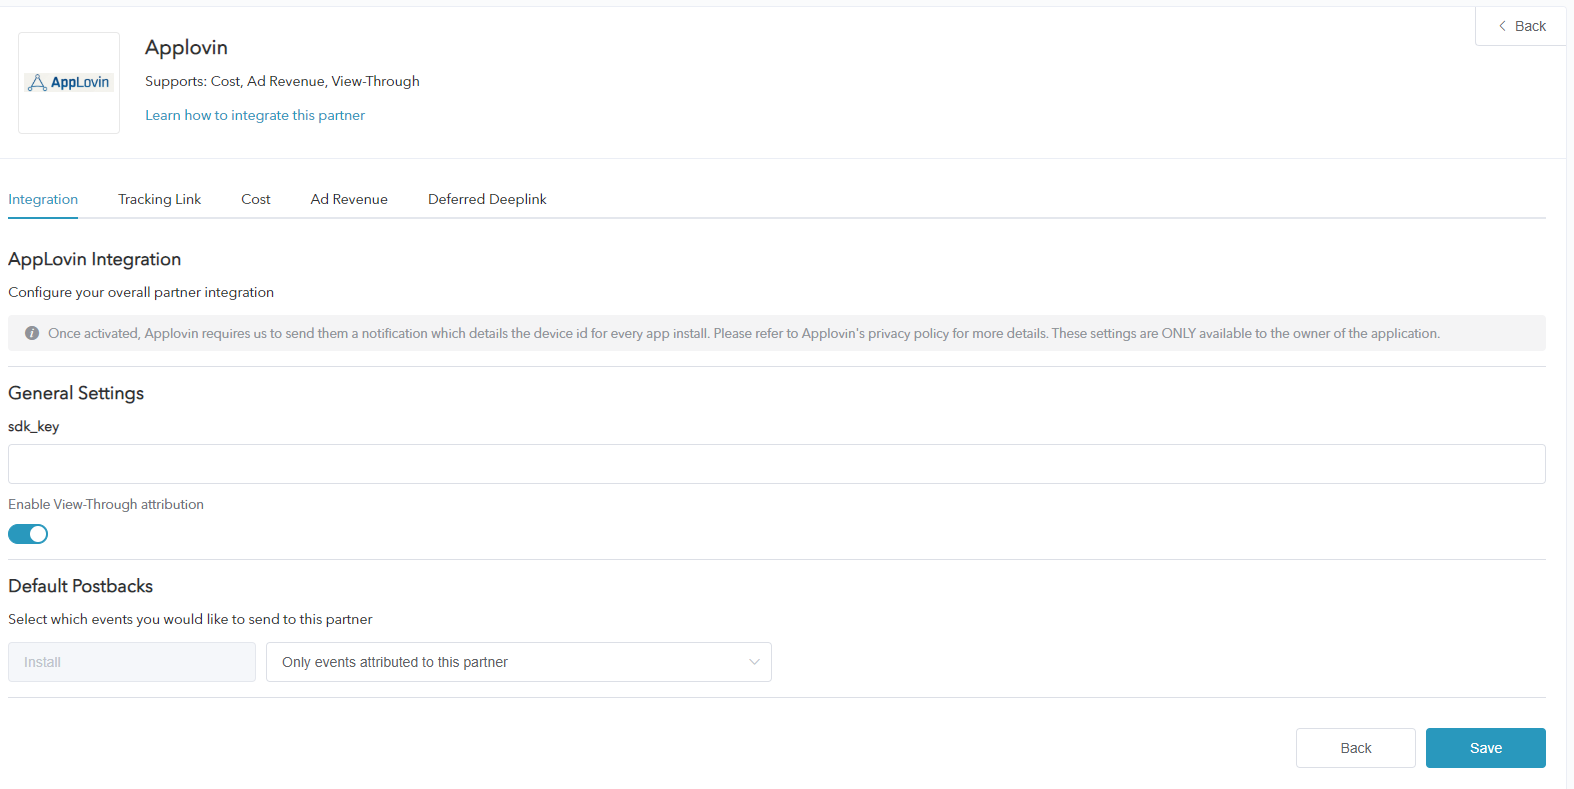 Back
AppLovin
Applovin
Supports: Cost, Ad Revenue, View-Through
Learn how to integrate this partner
Integration Tracking Link Cost Ad Revenue Deferred Deeplink
AppLovin Integration
Configure your overall partner integration
Once activated, Applovin requires us to send them a notification which details the device id for every app install. Please refer to Applovin's privacy policy for more details. These settings are ONLY available to the owner of the application.
General Settings
sdk_key
Enable View-Through attribution
Default Postbacks
Select which events you would like to send to this partner
Install Only events attributed to this partner
Back Save